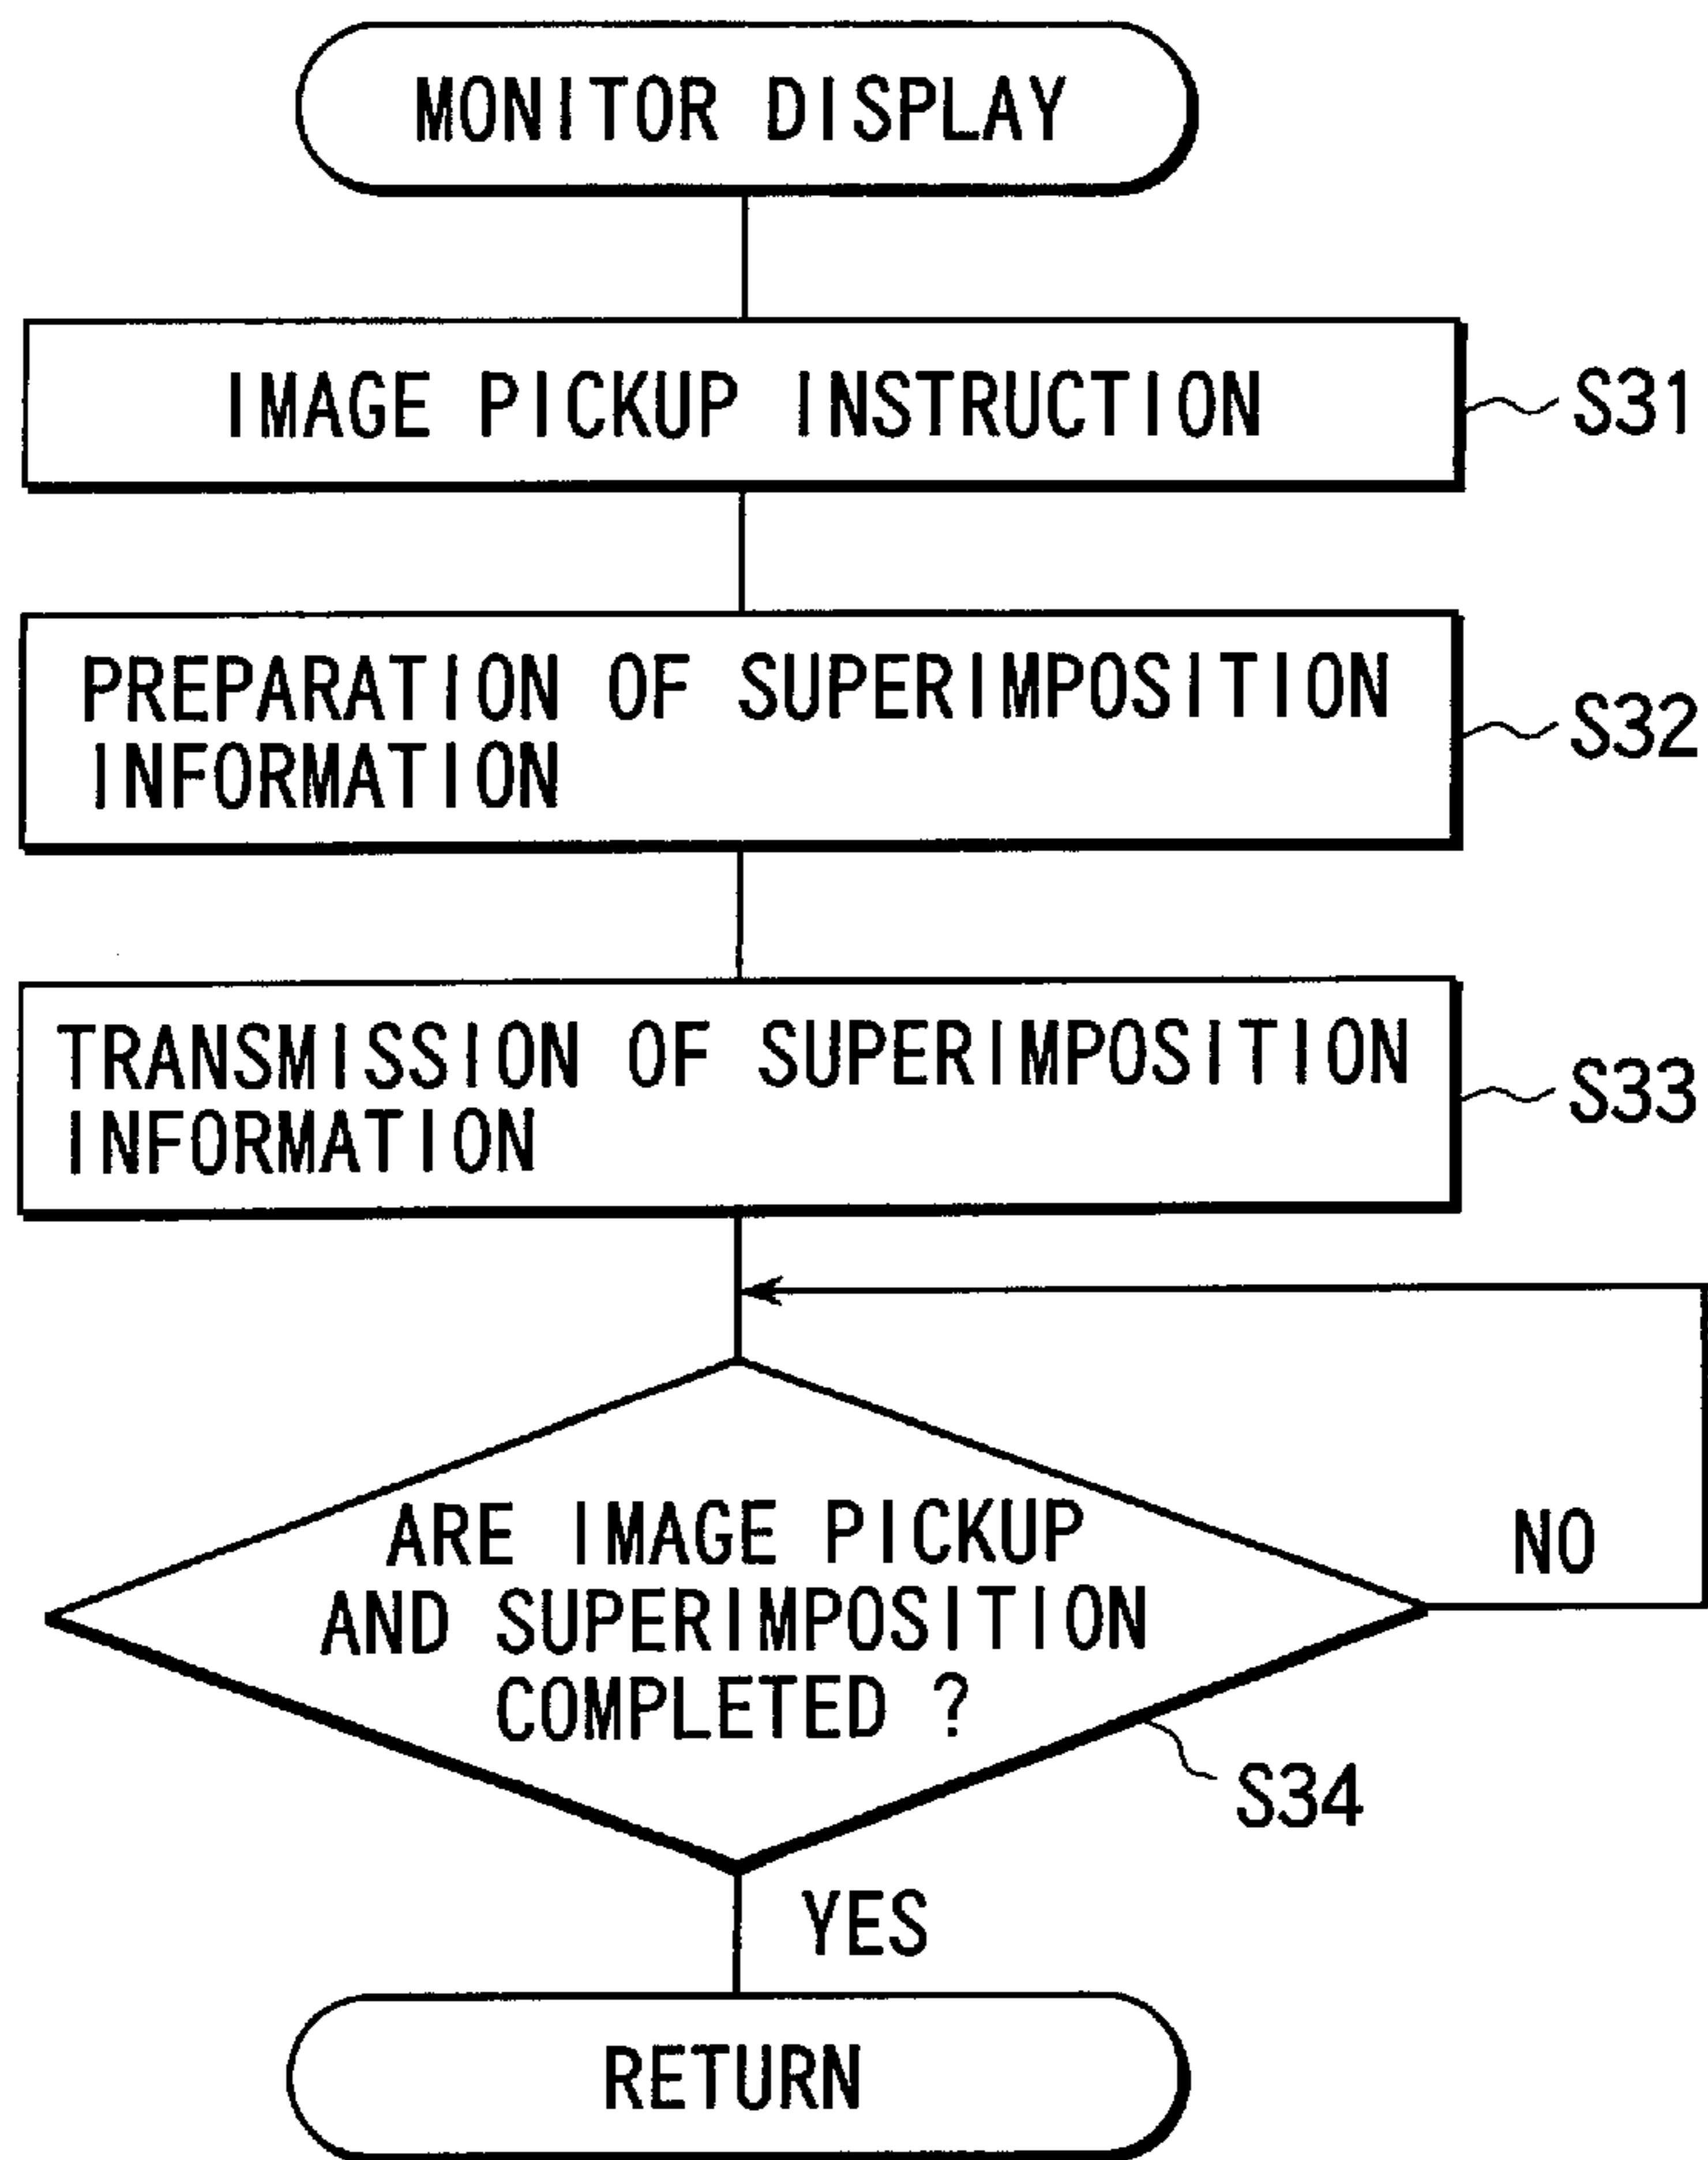 MONITOR DISPLAY
IMAGE PICKUP INSTRUCTION
S31
PREPARATION OF SUPERIMPOSITION
INFORMATION
S32
TRANSMISSION OF SUPERIMPOSITION
INFORMATION
S33
ARE IMAGE PICKUP
AND SUPERIMPOSITION
COMPLETED ?
NO
S34
YES
RETURN